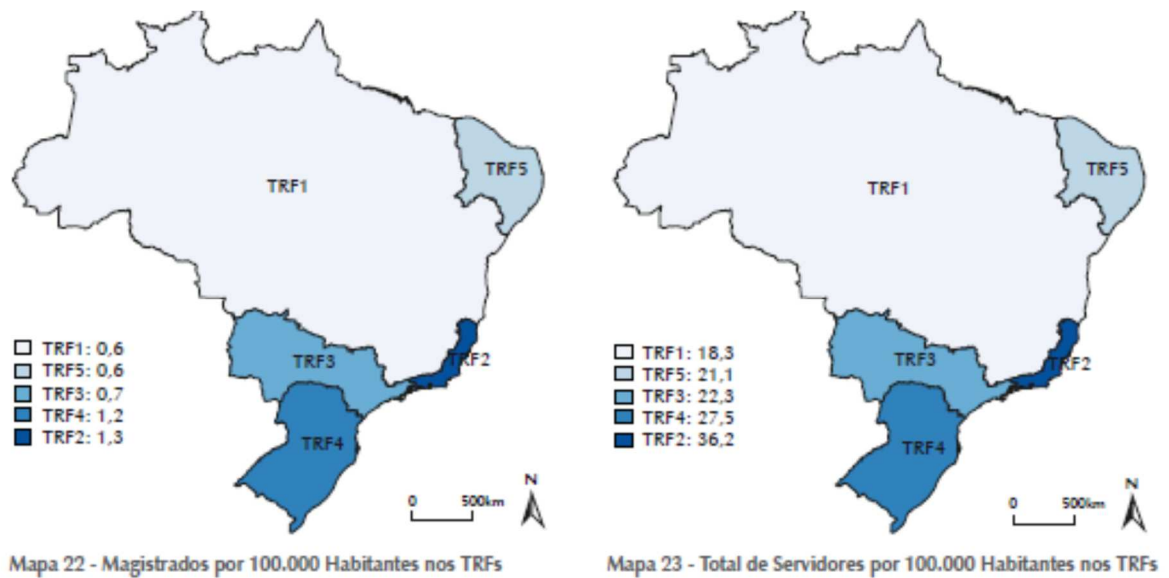 TRF1
TRF5
TRF3
TRF2
TRF4
TRF1: 0,6
TRF5: 0,6
TRF3: 0,7
TRF4: 1,2
TRF2: 1,3
0 500km
N
Mapa 22 - Magistrados por 100.000 Habitantes nos TRFs
TRF1
TRF5
TRF3
TRF2
TRF4
TRF1: 18,3
TRF5: 21,1
TRF3: 22,3
TRF4: 27,5
TRF2: 36,2
0 500km
N
Mapa 23 - Total de Servidores por 100.000 Habitantes nos TRFs